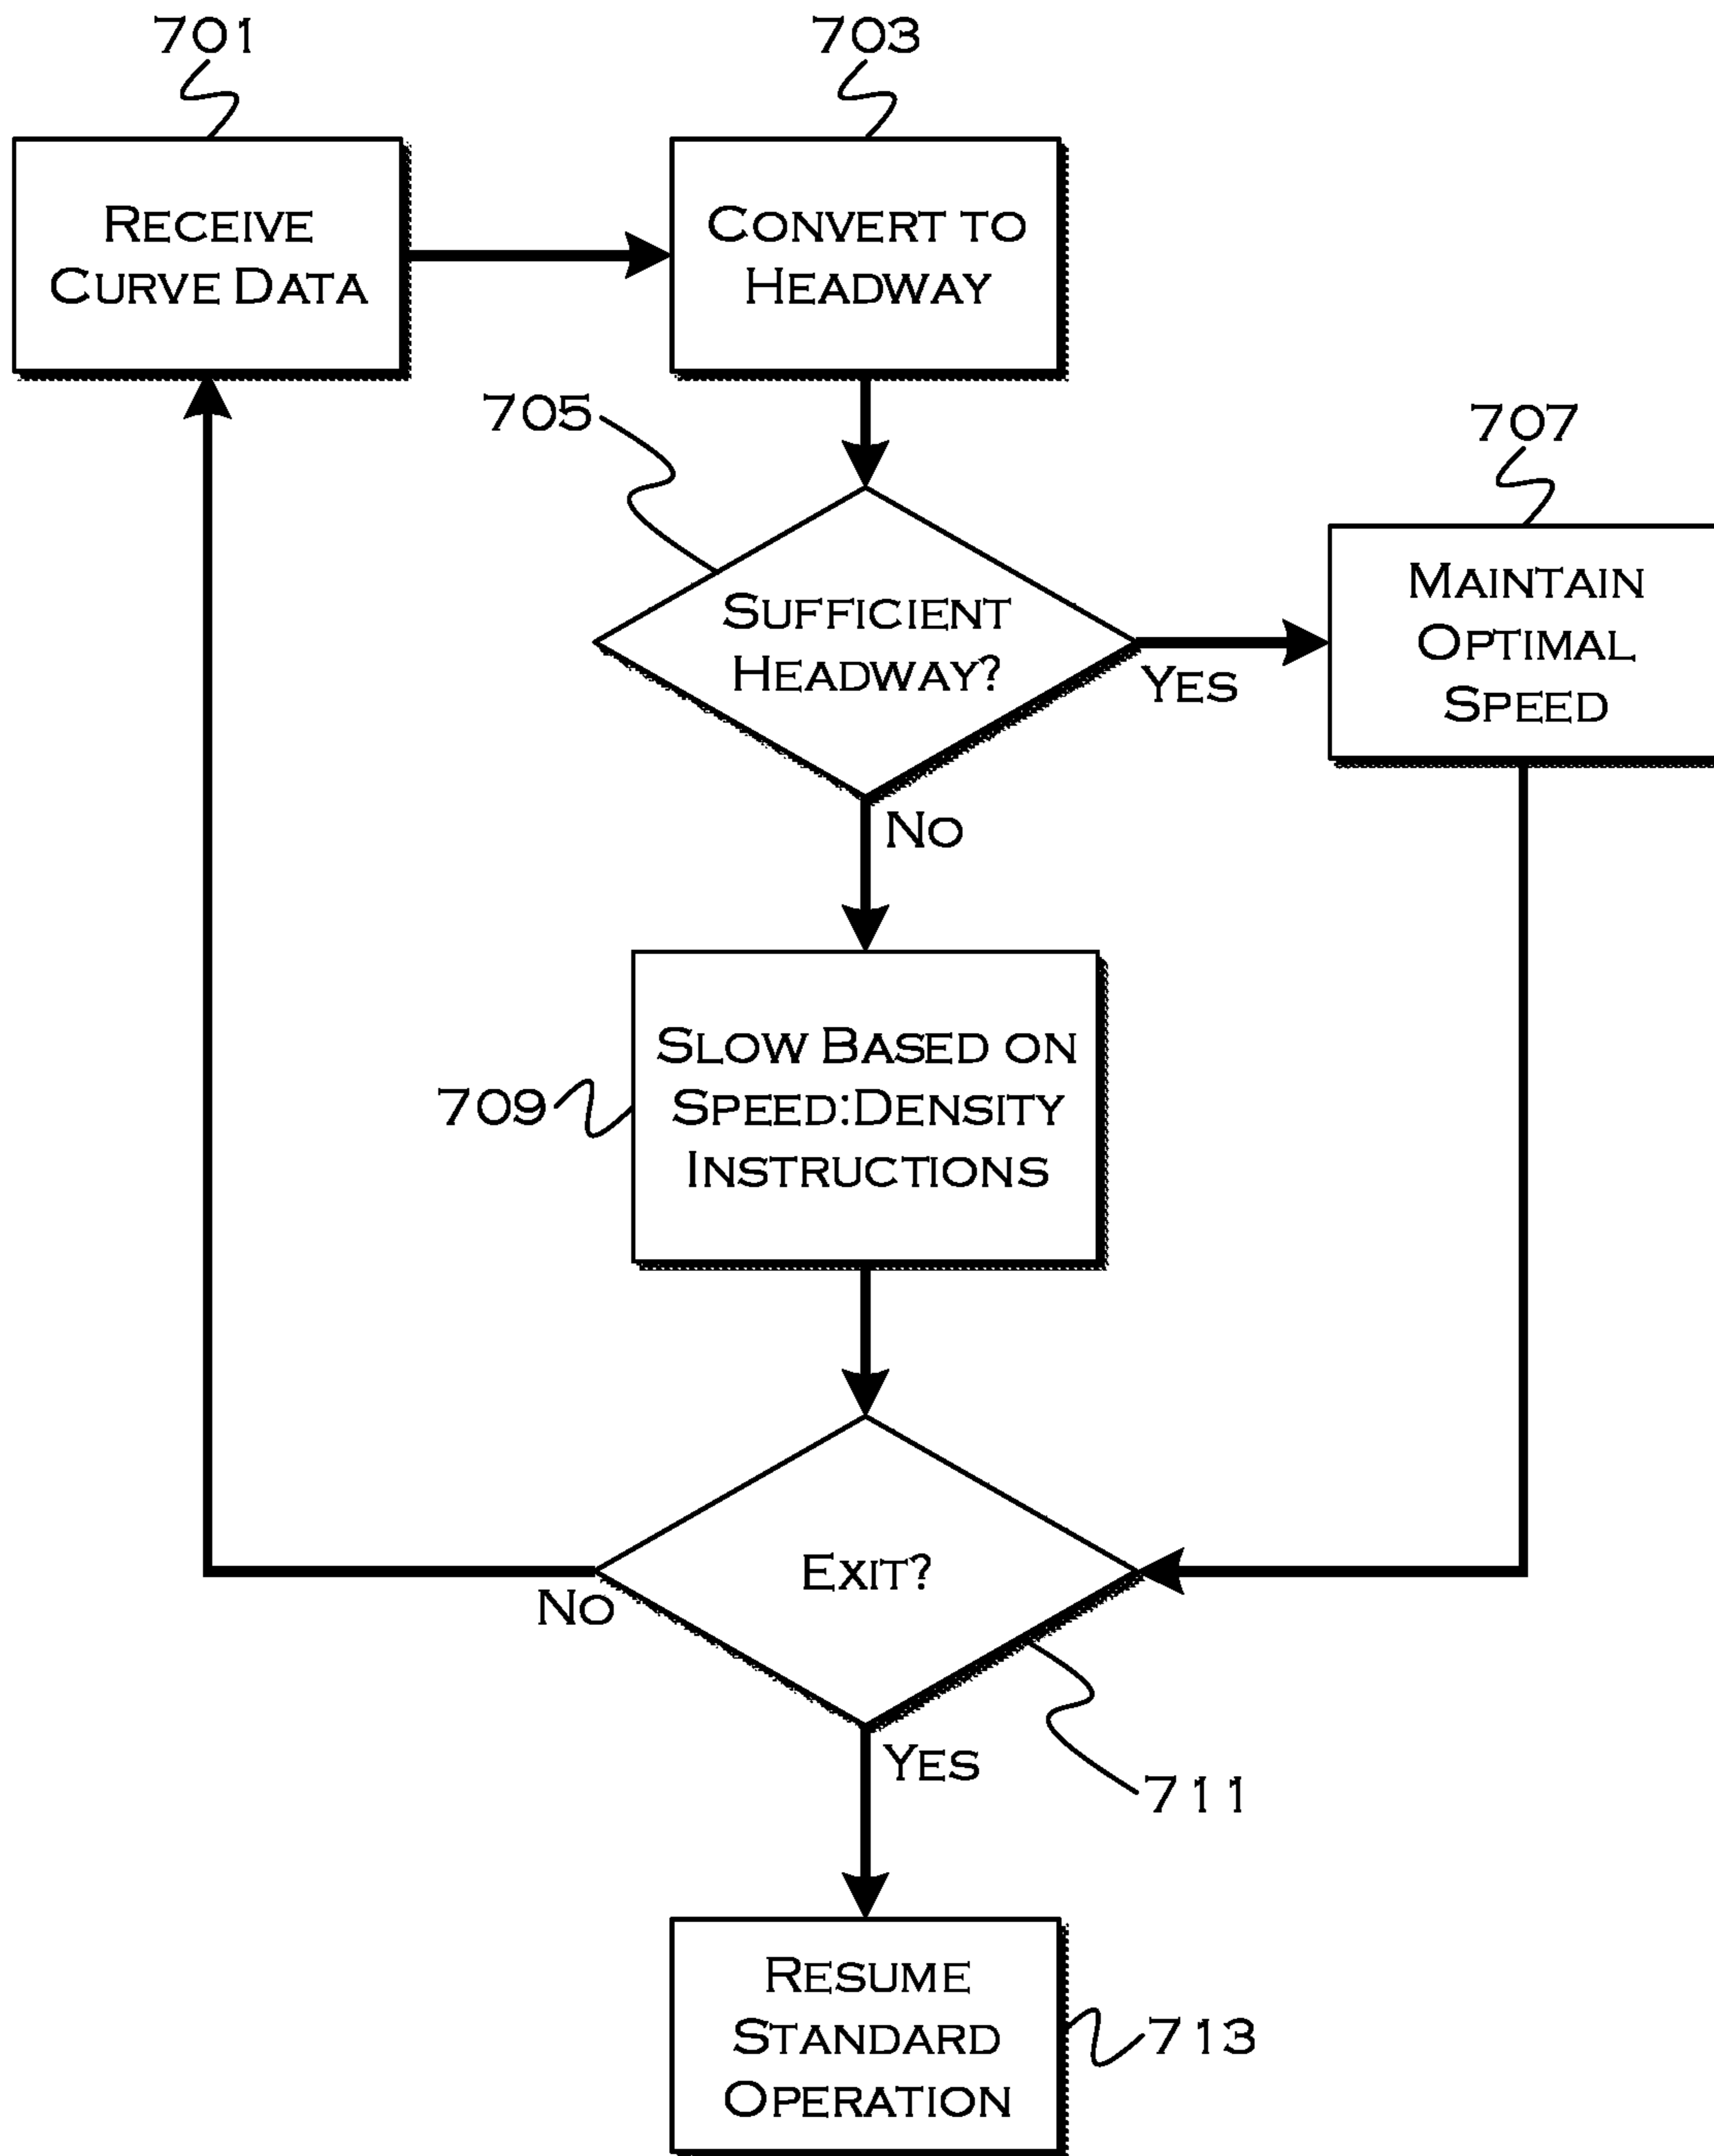 701
703
RECEIVE
CURVE DATA
CONVERT TO
HEADWAY
705
707
SUFFICIENT
HEADWAY?
YES
MAINTAIN
OPTIMAL
SPEED
NO
709
SLOW BASED ON
SPEED:DENSITY
INSTRUCTIONS
EXIT?
NO
YES
711
RESUME
STANDARD
OPERATION
713